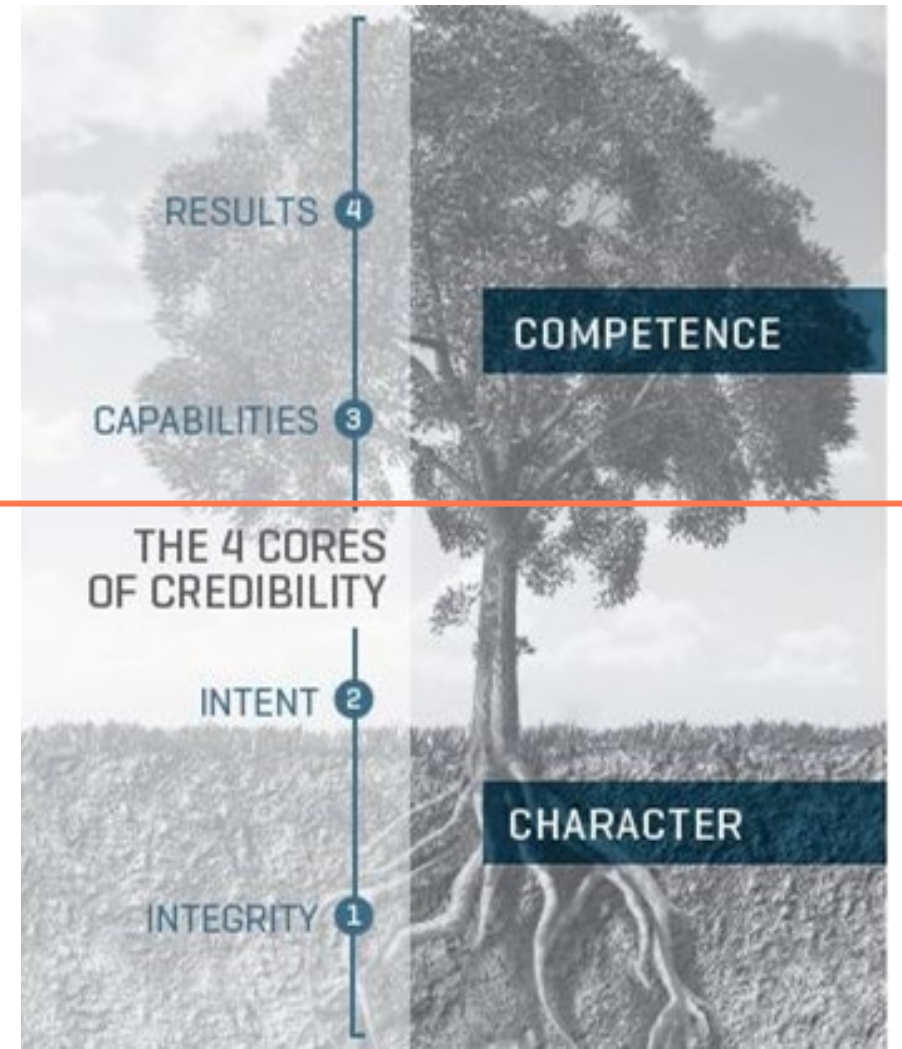 RESULTS 4
COMPETENCE
CAPABILITIES 3
THE 4 CORES
OF CREDIBILITY
INTENT 2
CHARACTER
INTEGRITY 1